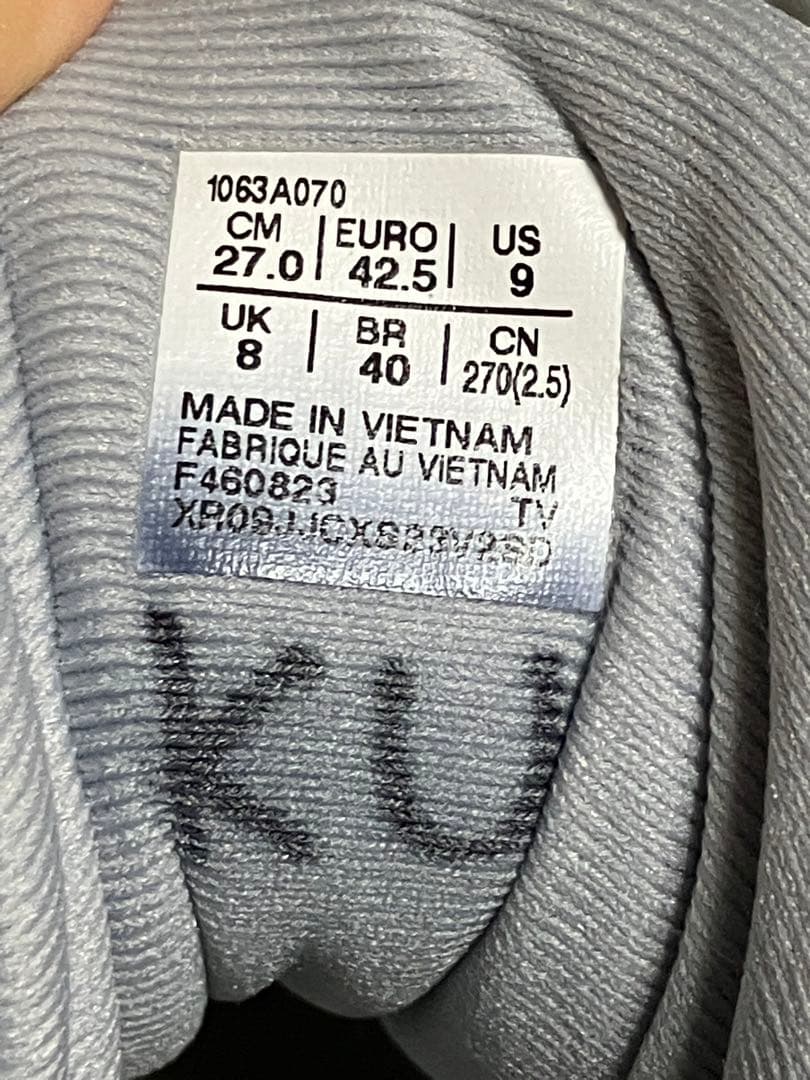 1063A070
CM | EURO | US
27.0 | 42.5 | 9
UK | BR | CN
8 | 40 | 270(2.5)
MADE IN VIETNAM
FABRIQUE AU VIETNAM
F460823 TV
KU